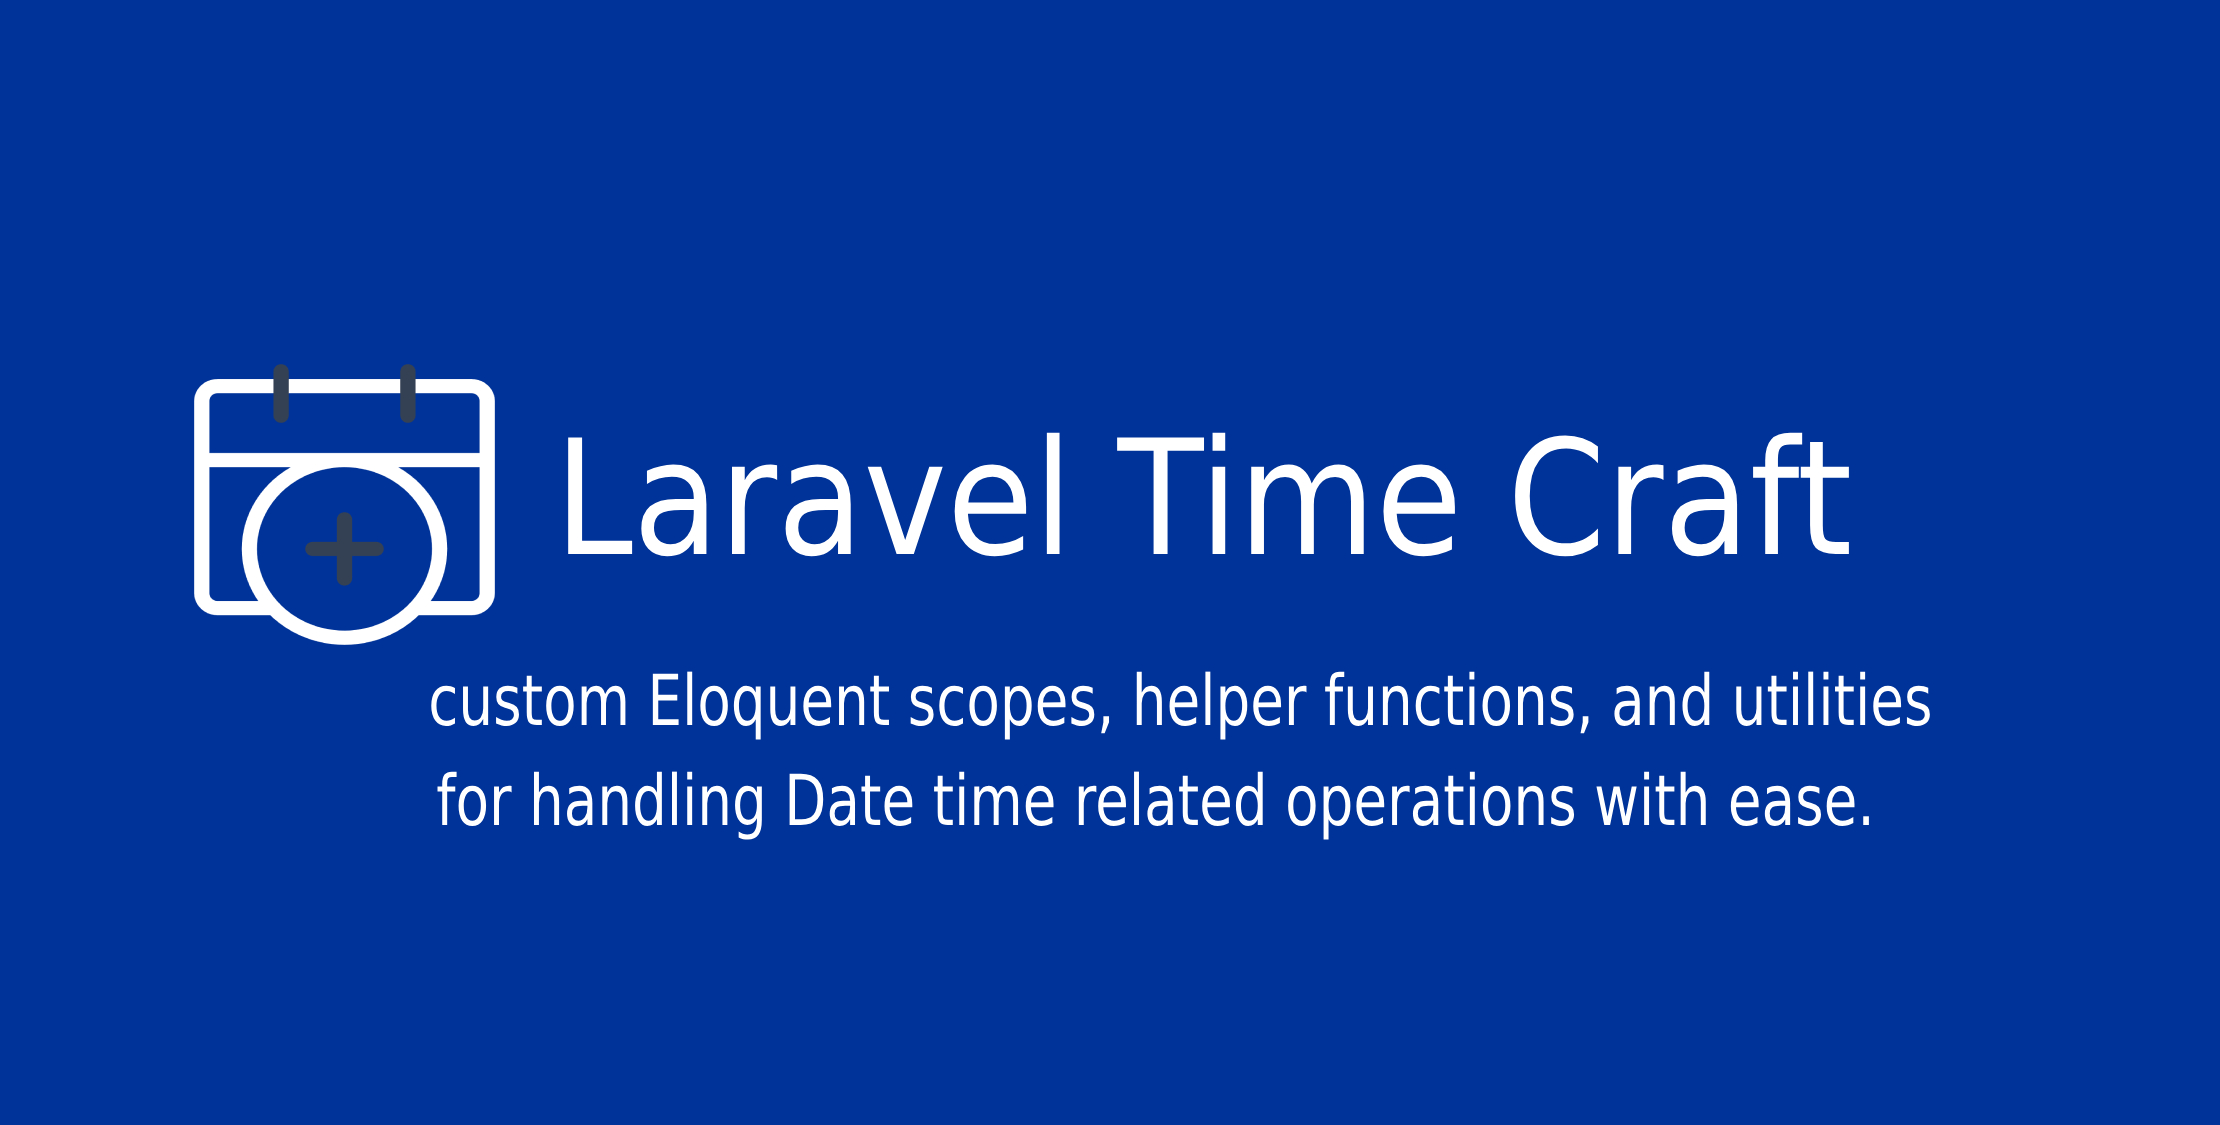 Laravel Time Craft
custom Eloquent scopes, helper functions, and utilities
for handling Date time related operations with ease.